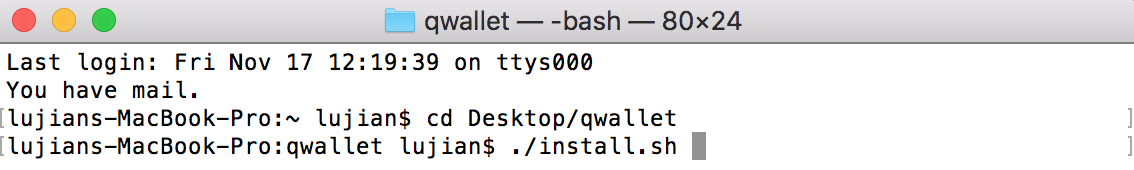 qwallet — -bash — 80×24
Last login: Fri Nov 17 12:19:39 on ttys000
You have mail.
[lujians-MacBook-Pro:~ lujian$ cd Desktop/qwallet ]
[lujians-MacBook-Pro:qwallet lujian$ ./install.sh ]